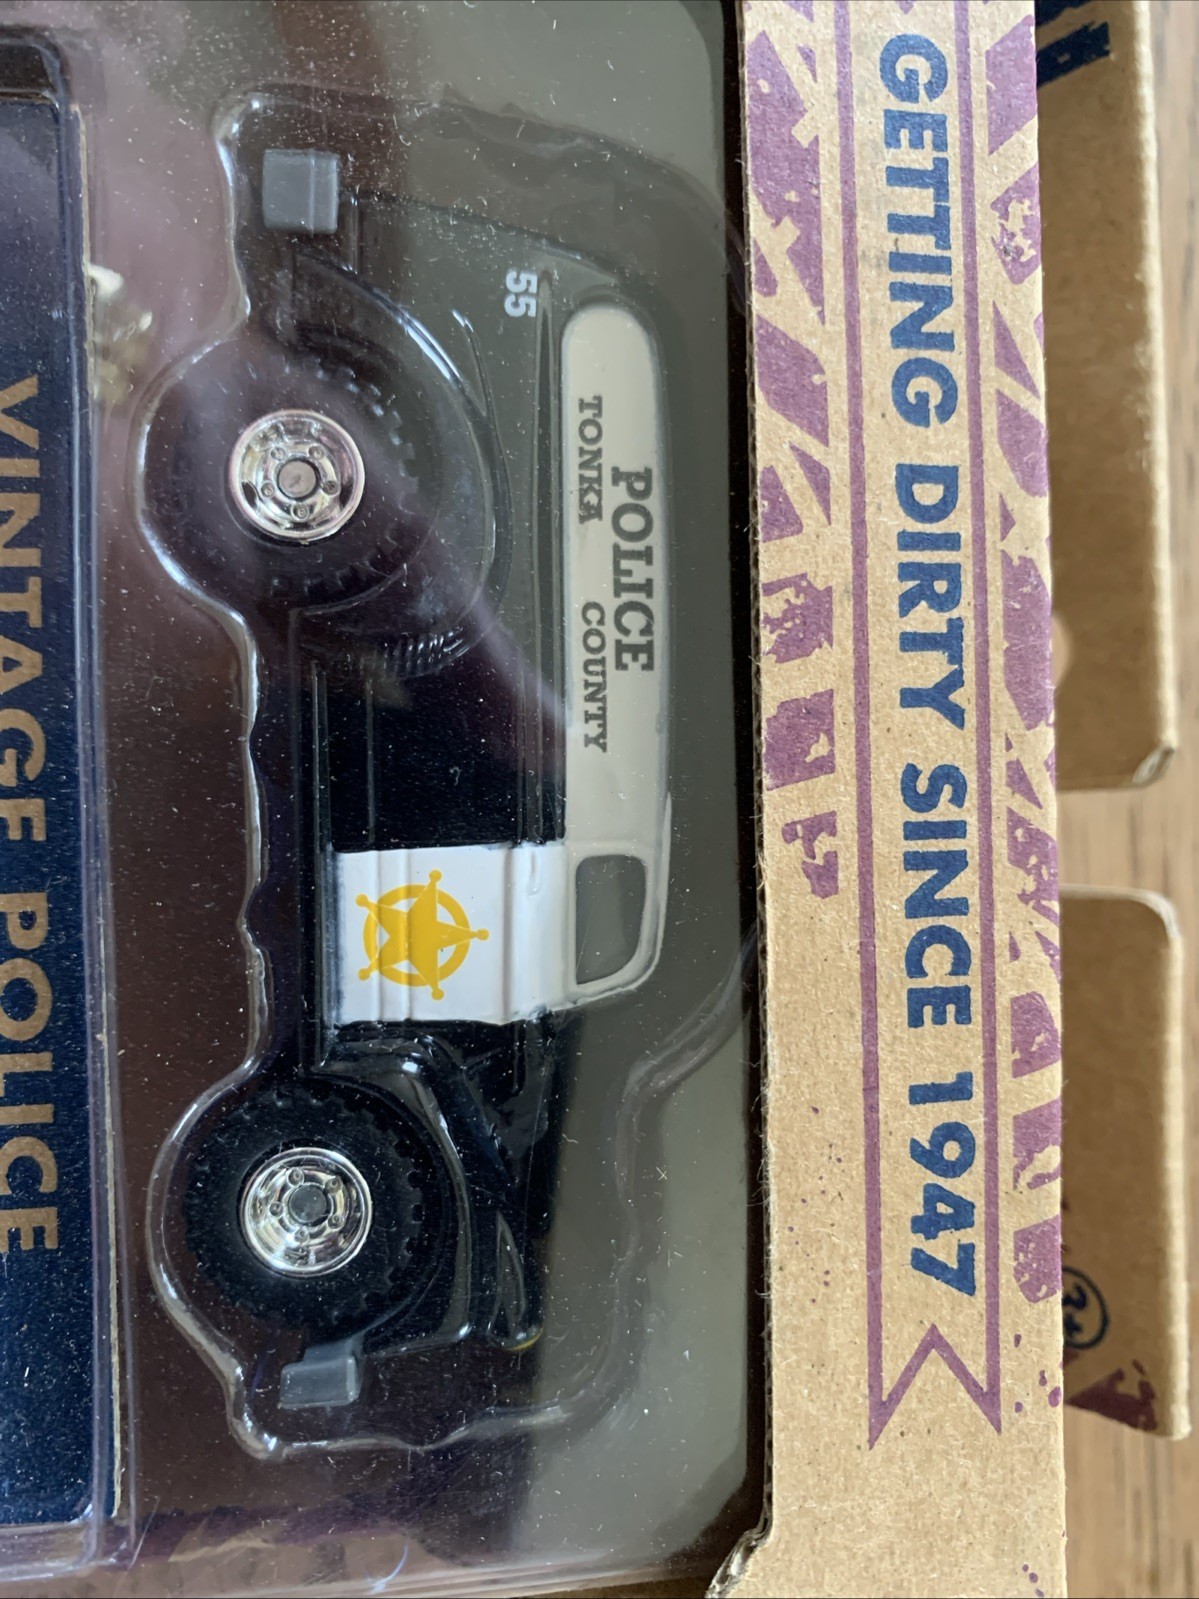 GETTING DIRTY SINCE 1947
55
POLICE
TONKA COUNTY
VINTAGE POLICE